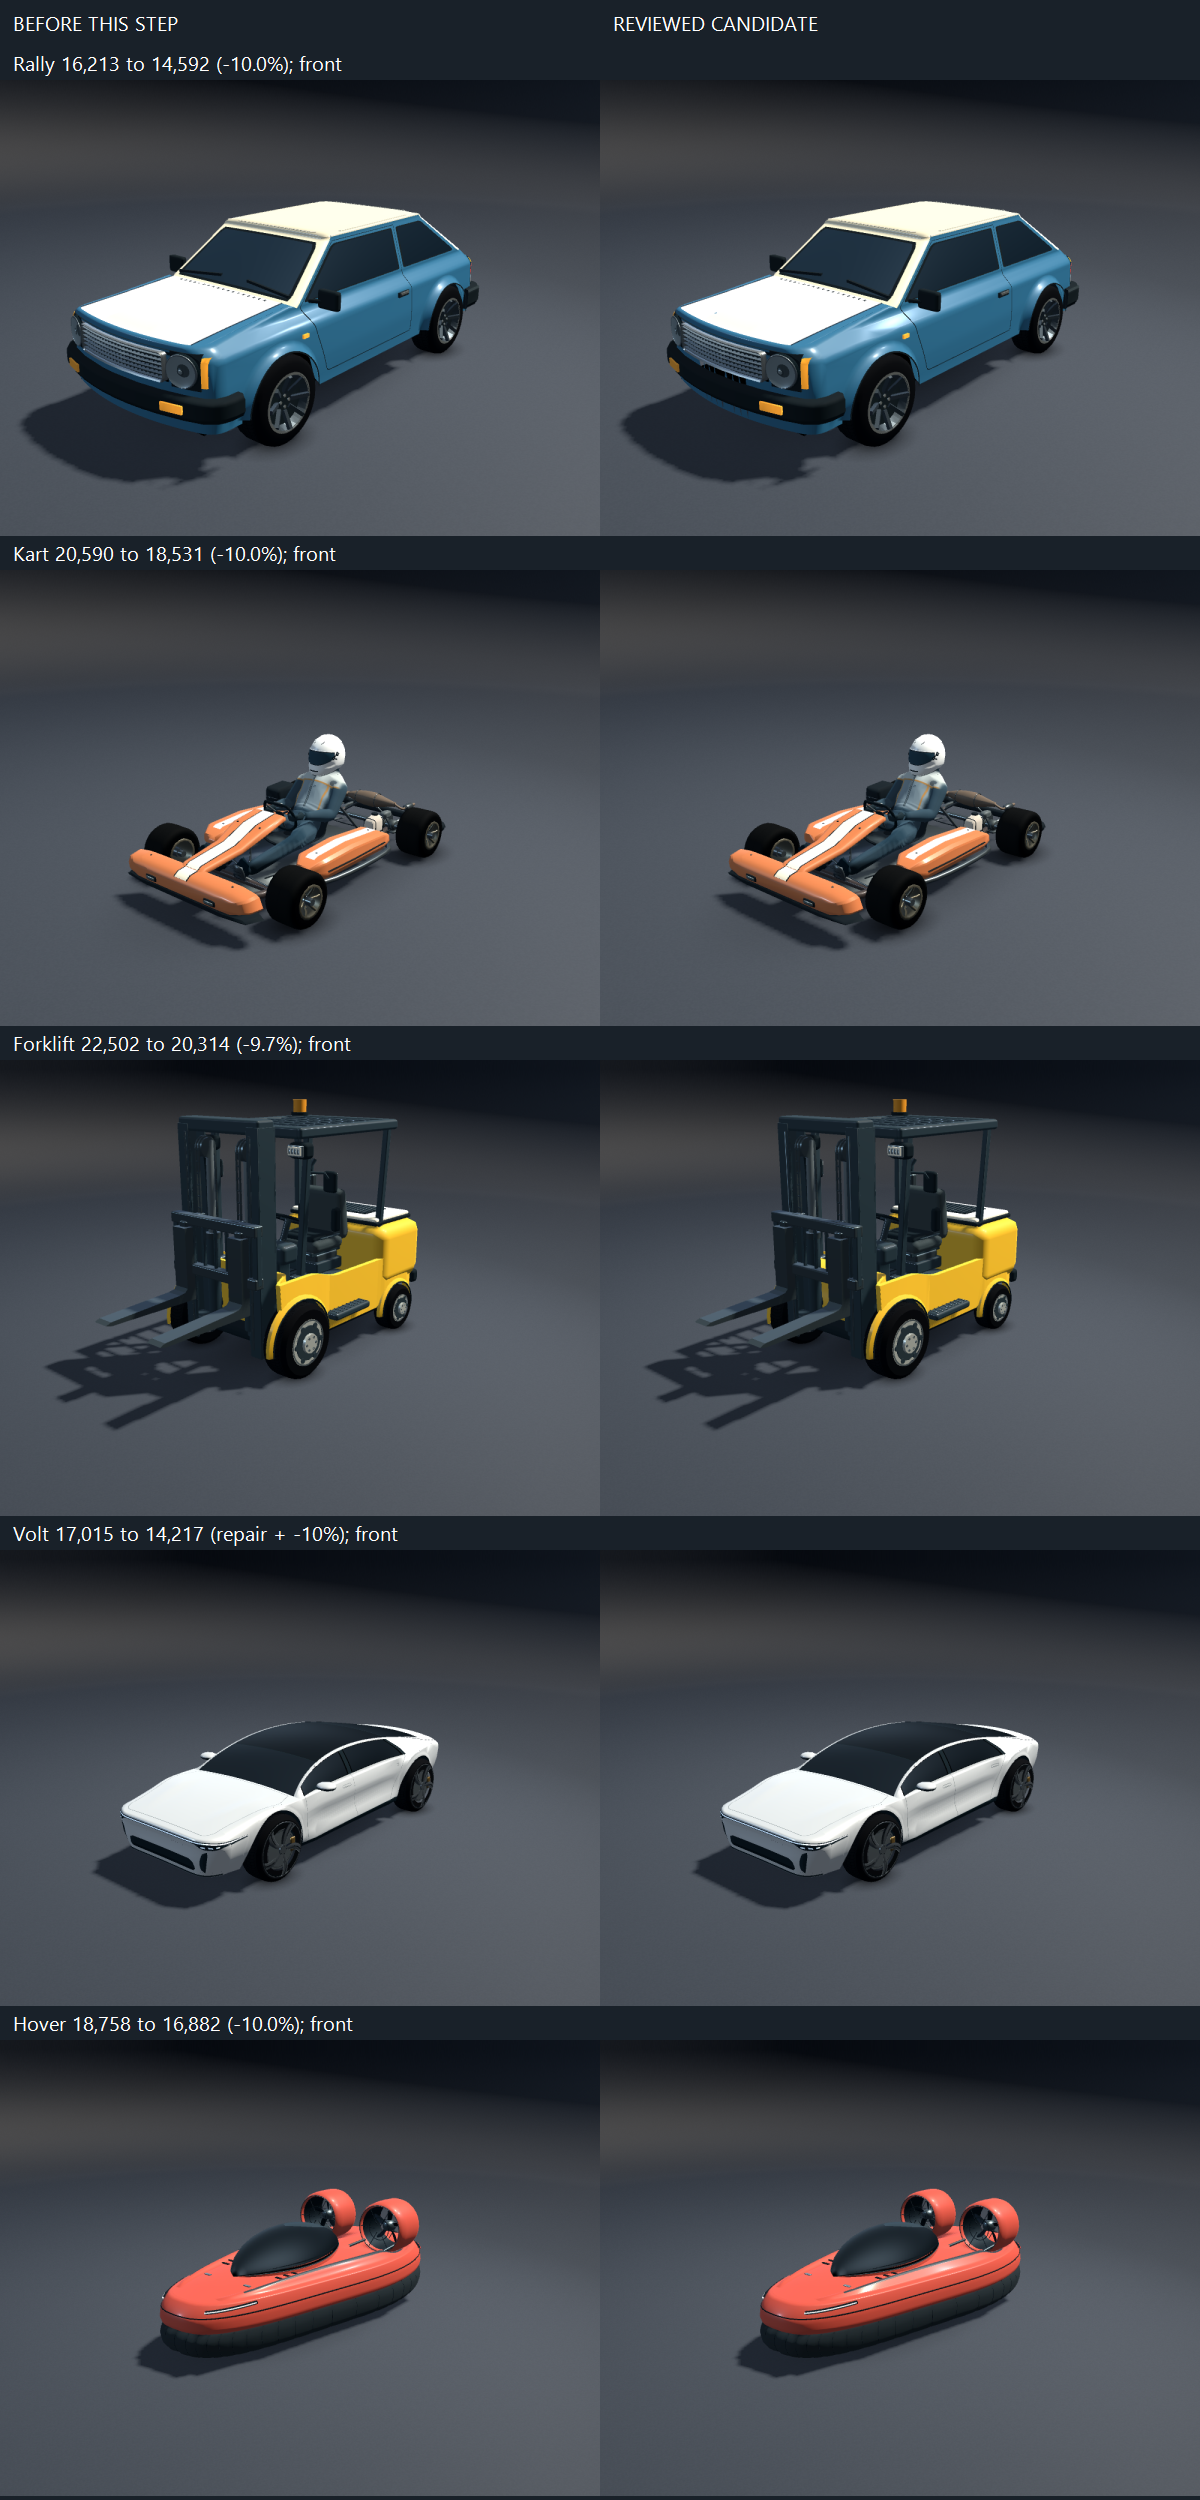 BEFORE THIS STEP
REVIEWED CANDIDATE
Rally 16,213 to 14,592 (-10.0%); front
Kart 20,590 to 18,531 (-10.0%); front
Forklift 22,502 to 20,314 (-9.7%); front
Volt 17,015 to 14,217 (repair + -10%); front
Hover 18,758 to 16,882 (-10.0%); front